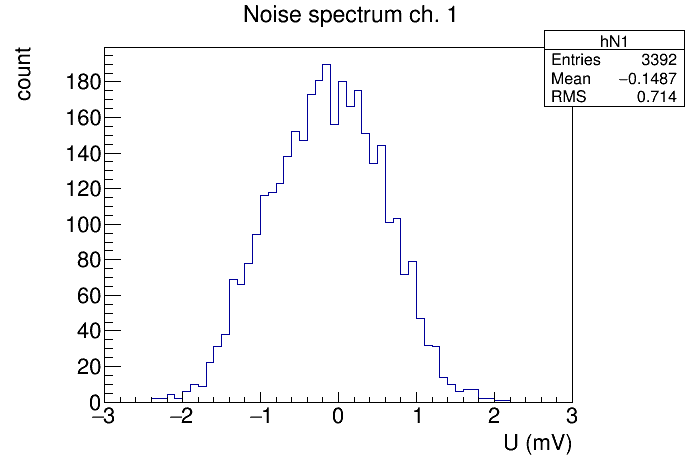 Noise spectrum ch. 1
hN1
Entries 3392
Mean −0.1487
RMS 0.714
count
180
160
140
120
100
80
60
40
20
0
−3 −2 −1 0 1 2 3
U (mV)